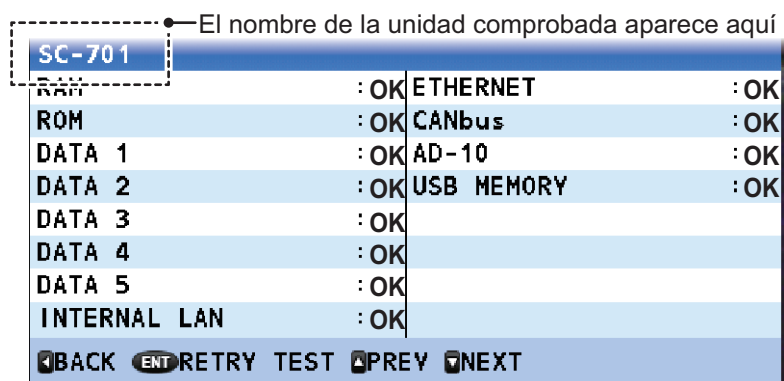 El nombre de la unidad comprobada aparece aquí
SC-701
RAM :OK ETHERNET :OK
ROM :OK CANbus :OK
DATA 1 :OK AD-10 :OK
DATA 2 :OK USB MEMORY :OK
DATA 3 :OK
DATA 4 :OK
DATA 5 :OK
INTERNAL LAN :OK
BACK ENT RETRY TEST PREV NEXT